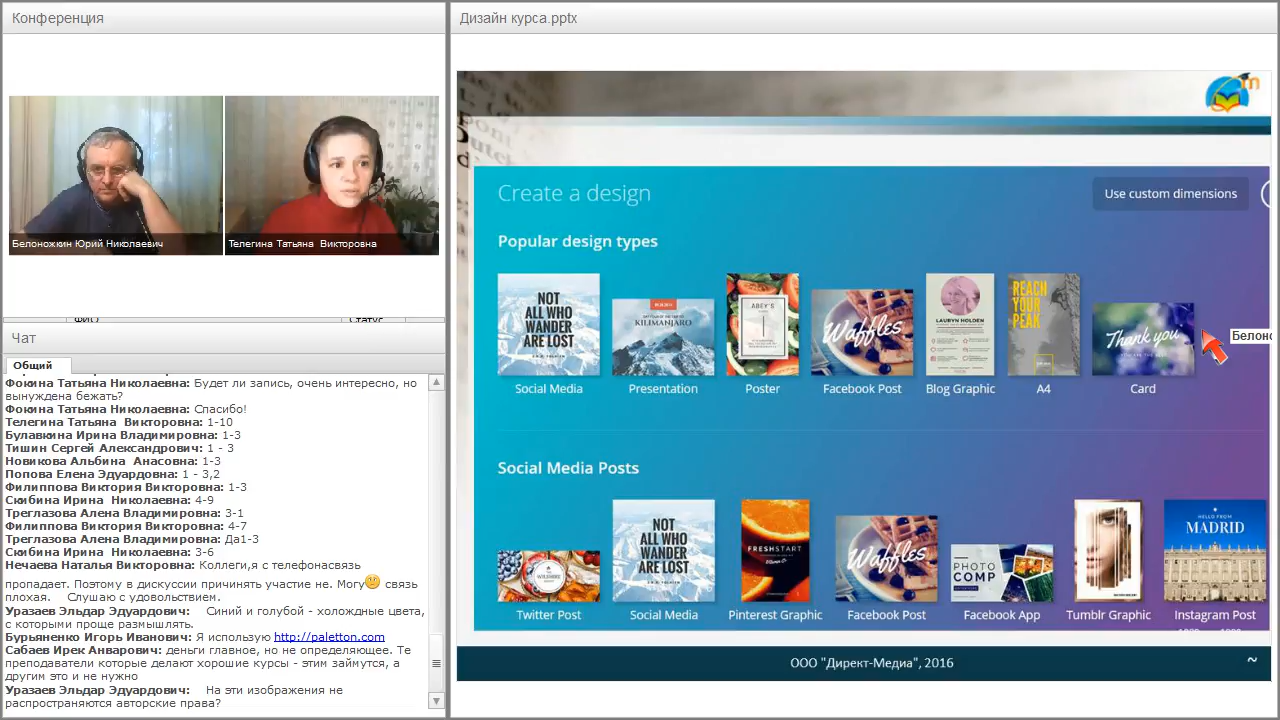 Конференция
Белоножкин Юрий Николаевич
Телегина Татьяна Викторовна
Чат
Общий
Фокина Татьяна Николаевна: Будет ли запись, очень интересно, но
вынуждена бежать?
Фокина Татьяна Николаевна: Спасибо!
Телегина Татьяна Викторовна: 1-10
Булавкина Ирина Владимировна: 1-3
Тишин Сергей Александрович: 1 - 3
Новикова Альбина Анасовна: 1-3
Попова Елена Эдуардовна: 1 - 3,2
Филиппова Виктория Викторовна: 1-3
Скибина Ирина Николаевна: 4-9
Треглазова Алена Владимировна: 3-1
Филиппова Виктория Викторовна: 4-7
Треглазова Алена Владимировна: Да1-3
Скибина Ирина Николаевна: 3-6
Нечаева Наталья Викторовна: Коллеги,я с телефонасвязь
пропадает. Поэтому в дискуссии причинять участие не. Могу связь
плохая. Слушаю с удовольствием.
Уразаев Эльдар Эдуардович: Синий и голубой - холождные цвета,
с которыми проще размышлять.
Бурьяненко Игорь Иванович: Я использую http://paletton.com
Сабаев Ирек Анварович: деньги главное, но не определяющее. Те
преподаватели которые делают хорошие курсы - этим займутся, а
другим это и не нужно
Уразаев Эльдар Эдуардович: На эти изображения не
распространяются авторские права?
Дизайн курса.pptx
Create a design
Use custom dimensions
Popular design types
NOT
ALL WHO
WANDER
ARE LOST
KILIMANJARO
ABEY'S
Waffles
LAURYN HOLDEN
REACH
YOUR
PEAK
Thank you
Белоно
Social Media
Presentation
Poster
Facebook Post
Blog Graphic
A4
Card
Social Media Posts
NOT
ALL WHO
WANDER
ARE LOST
FRESHSTART
Waffles
PHOTO
COMP
HELLO FROM
MADRID
Twitter Post
Social Media
Pinterest Graphic
Facebook Post
Facebook App
Tumblr Graphic
Instagram Post
ООО "Директ-Медиа", 2016
~